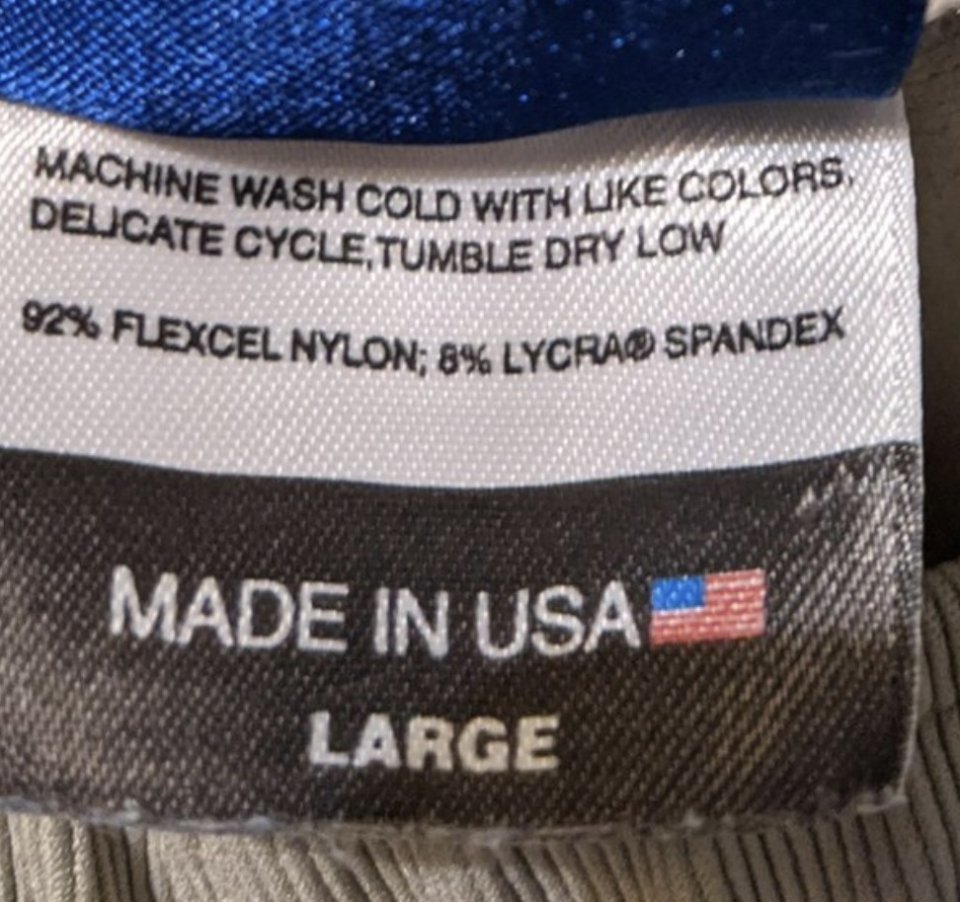 MACHINE WASH COLD WITH LIKE COLORS,
DELICATE CYCLE, TUMBLE DRY LOW
92% FLEXCEL NYLON; 8% LYCRA® SPANDEX
MADE IN USA
LARGE